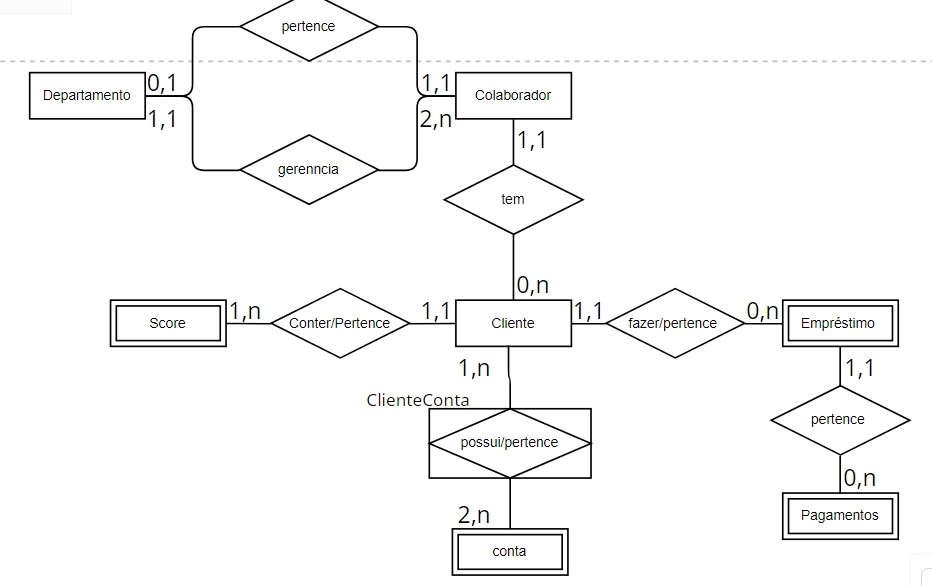 pertence
Departamento
0,1
1,1
1,1
2,n
Colaborador
gerenncia
1,1
tem
0,n
Score
1,n
Conter/Pertence
1,1
Cliente
1,1
fazer/pertence
0,n
Empréstimo
1,n
1,1
ClienteConta
pertence
possui/pertence
0,n
2,n
Pagamentos
conta